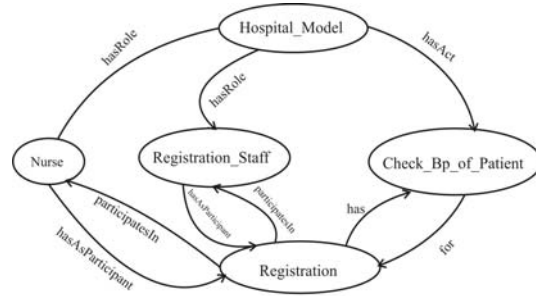 Hospital_Model
hasRole
hasAct
hasRole
Nurse
Registration_Staff
Check_Bp_of_Patient
participatesIn
hasAsParticipant
hasAsParticipant
participatesIn
has
for
Registration